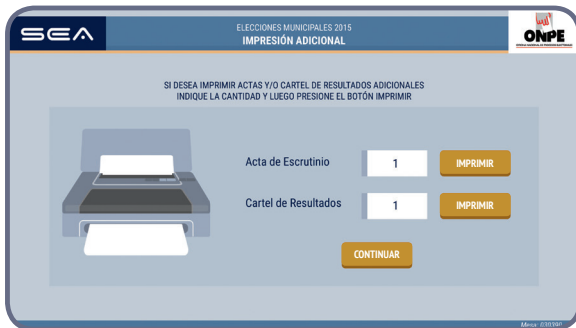 SEA
ELECCIONES MUNICIPALES 2015
IMPRESIÓN ADICIONAL
ONPE
SI DESEA IMPRIMIR ACTAS Y/O CARTEL DE RESULTADOS ADICIONALES
INDIQUE LA CANTIDAD Y LUEGO PRESIONE EL BOTÓN IMPRIMIR
Acta de Escrutinio 1 IMPRIMIR
Cartel de Resultados 1 IMPRIMIR
CONTINUAR
Mesa: